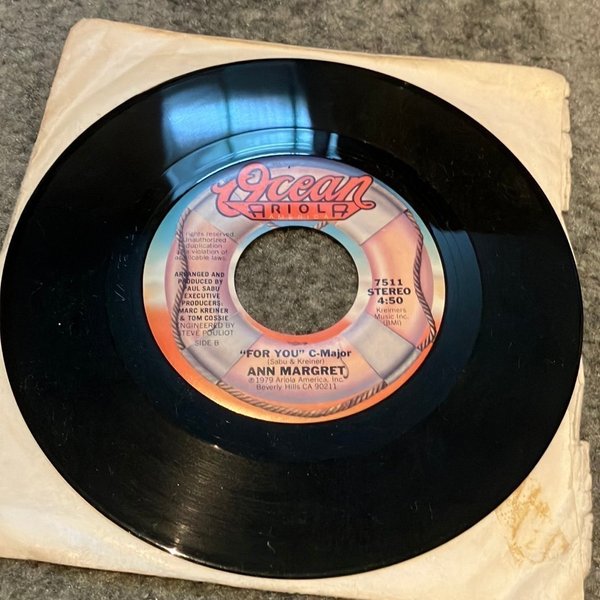 Ocean
ARIOLA
AMERICA
rights reserved.
Unauthorized
duplication
violation of
applicable laws.
ARRANGED AND
PRODUCED BY
PAUL SABU
EXECUTIVE
PRODUCERS:
MARC KREINER
& TOM COSSIE
ENGINEERED BY
STEVE POULIOT
SIDE B
7511
STEREO
4:50
Kreimers
Music Inc.
(BMI)
"FOR YOU" C-Major
(Sabu & Kreiner)
ANN MARGRET
©1979 Ariola America, Inc.
Beverly Hills CA 90211